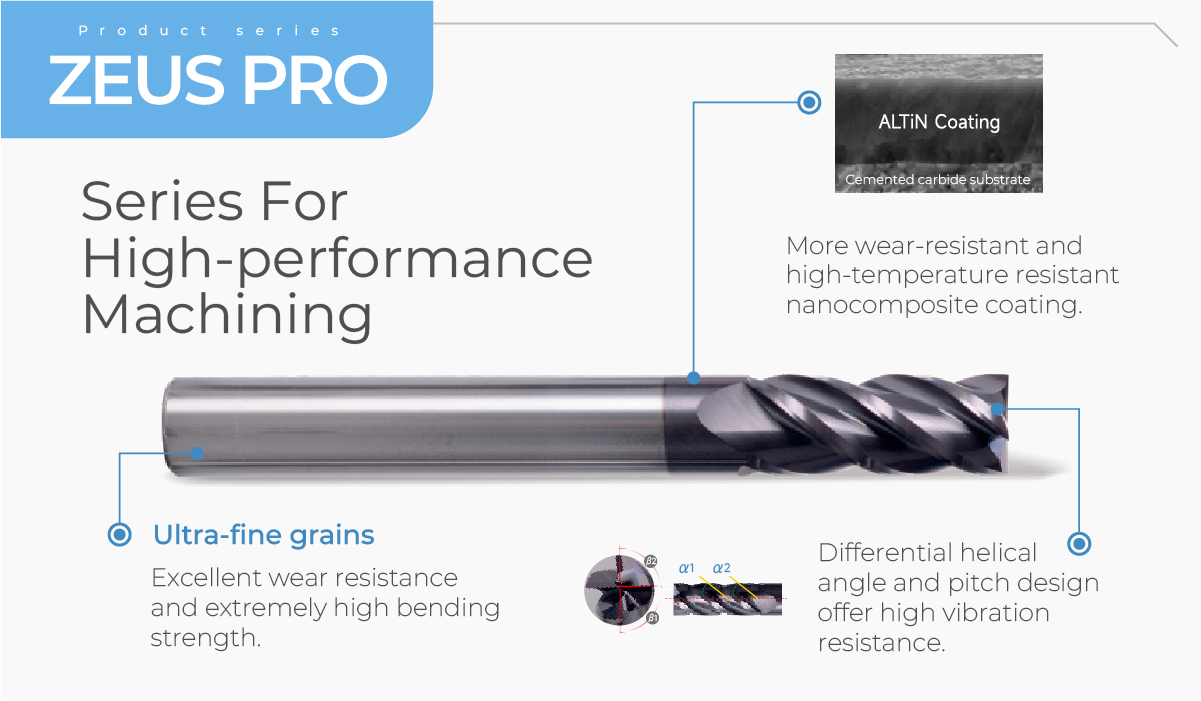 Product series
ZEUS PRO
Series For
High-performance
Machining
ALTiN Coating
Cemented carbide substrate
More wear-resistant and
high-temperature resistant
nanocomposite coating.
Ultra-fine grains
Excellent wear resistance
and extremely high bending
strength.
β2
β1
α1 α2
Differential helical
angle and pitch design
offer high vibration
resistance.